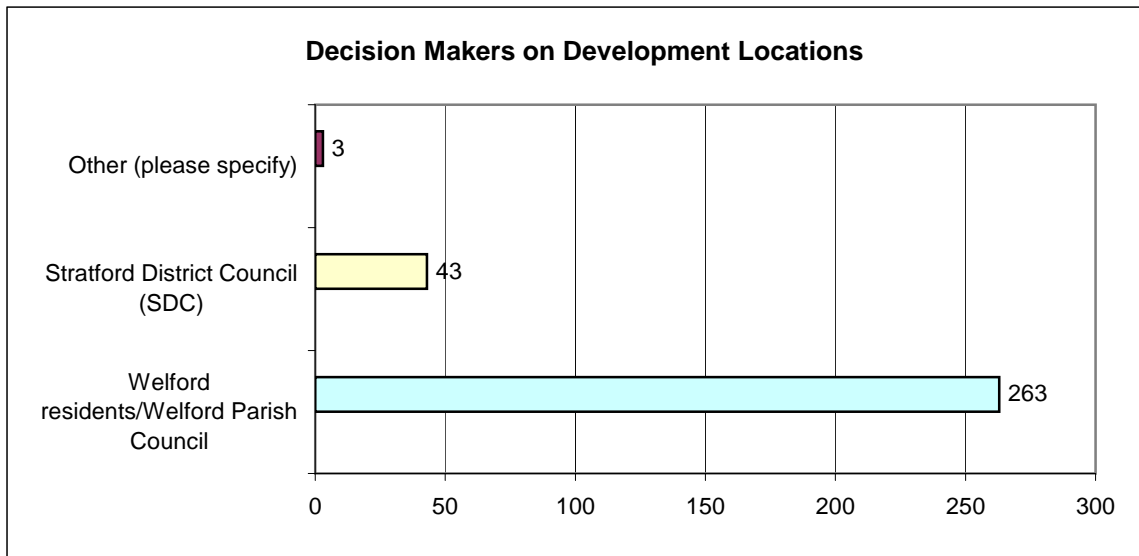 Decision Makers on Development Locations
Other (please specify)
3
Stratford District Council
(SDC)
43
Welford
residents/Welford Parish
Council
263
0 50 100 150 200 250 300